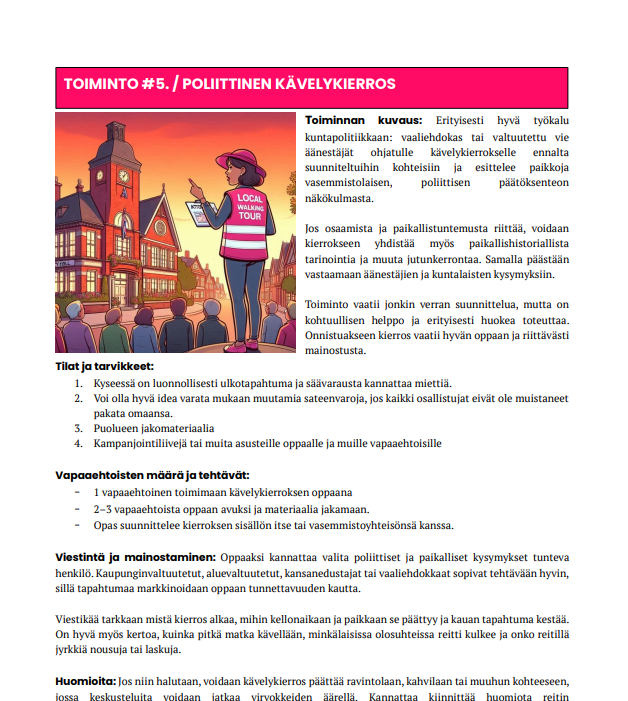 TOIMINTO #5. / POLIITTINEN KÄVELYKIERROS
LOCAL
WALKING
TOUR
Toiminnan kuvaus: Erityisesti hyvä työkalu
kuntapolitiikkaan: vaaliehdokas tai valtuutettu vie
äänestäjät ohjatulle kävelykierrokselle ennalta
suunniteltuihin kohteisiin ja esittelee paikkoja
vasemmistolaisen, poliittisen päätöksenteon
näkökulmasta.
Jos osaamista ja paikallistuntemusta riittää, voidaan
kierrokseen yhdistää myös paikallishistoriallista
tarinointia ja muuta jutunkerrontaa. Samalla päästään
vastaamaan äänestäjien ja kuntalaisten kysymyksiin.
Toiminto vaatii jonkin verran suunnittelua, mutta on
kohtuullisen helppo ja erityisesti huokea toteuttaa.
Onnistuakseen kierros vaatii hyvän oppaan ja riittävästi
mainostusta.
Tilat ja tarvikkeet:
1. Kyseessä on luonnollisesti ulkotapahtuma ja säävarausta kannattaa miettiä.
2. Voi olla hyvä idea varata mukaan muutamia sateenvaroja, jos kaikki osallistujat eivät ole muistaneet
pakata omaansa.
3. Puolueen jakomateriaalia
4. Kampanjointiliivejä tai muita asusteille oppaalle ja muille vapaaehtoisille
Vapaaehtoisten määrä ja tehtävät:
- 1 vapaaehtoinen toimimaan kävelykierroksen oppaana
- 2–3 vapaaehtoista oppaan avuksi ja materiaalia jakamaan.
- Opas suunnittelee kierroksen sisällön itse tai vasemmistoyhteisönsä kanssa.
Viestintä ja mainostaminen: Oppaaksi kannattaa valita poliittiset ja paikalliset kysymykset tunteva
henkilö. Kaupunginvaltuutetut, aluevaltuutetut, kansanedustajat tai vaaliehdokkaat sopivat tehtävään hyvin,
sillä tapahtumaa markkinoidaan oppaan tunnettavuuden kautta.
Viestikää tarkkaan mistä kierros alkaa, mihin kellonaikaan ja paikkaan se päättyy ja kauan tapahtuma kestää.
On hyvä myös kertoa, kuinka pitkä matka kävellään, minkälaisissa olosuhteissa reitti kulkee ja onko reitillä
jyrkkiä nousuja tai laskuja.
Huomioita: Jos niin halutaan, voidaan kävelykierros päättää ravintolaan, kahvilaan tai muuhun kohteeseen,
jossa keskusteluita voidaan jatkaa virvokkeiden äärellä. Kannattaa kiinnittää huomiota reitin